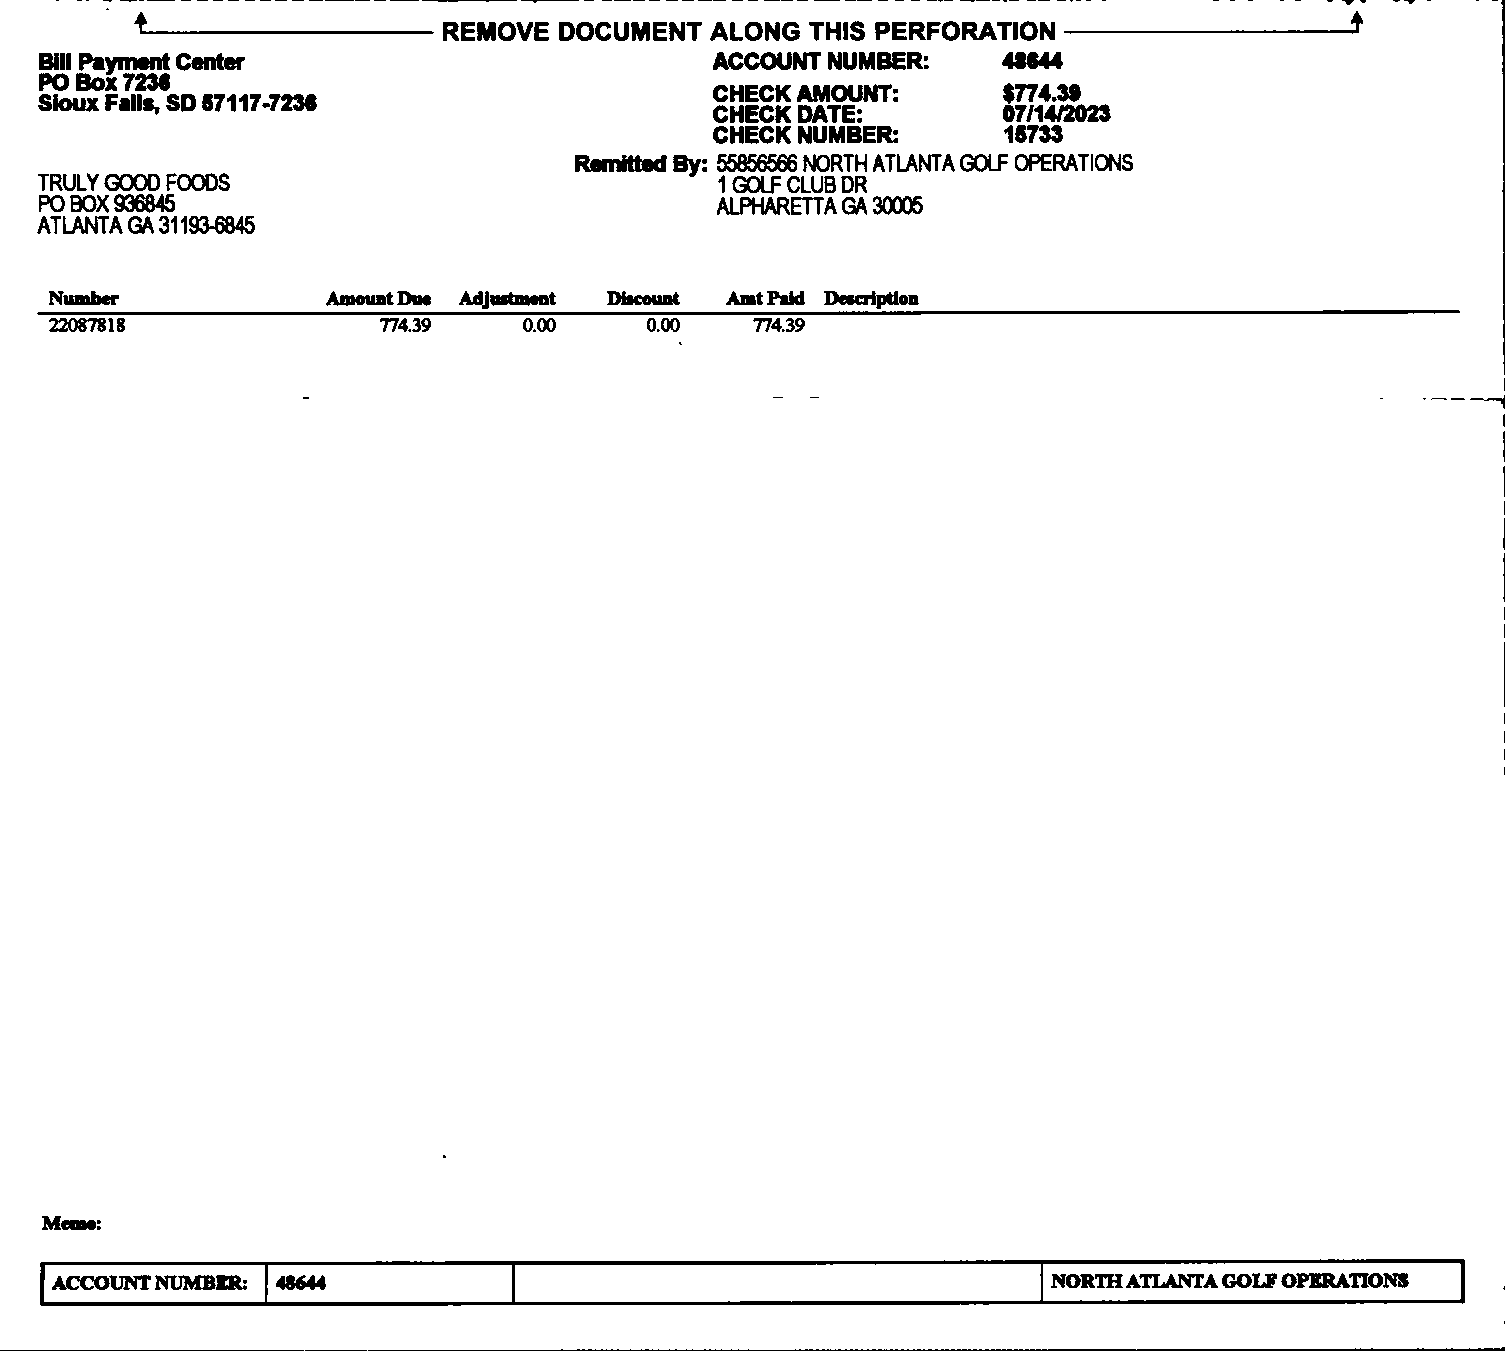 REMOVE DOCUMENT ALONG THIS PERFORATION
Bill Payment Center
PO Box 7236
Sioux Falls, SD 57117-7236
ACCOUNT NUMBER: 48644
CHECK AMOUNT: $774.39
CHECK DATE: 07/14/2023
CHECK NUMBER: 15733
Remitted By: 55856566 NORTH ATLANTA GOLF OPERATIONS
1 GOLF CLUB DR
ALPHARETTA GA 30005
TRULY GOOD FOODS
PO BOX 936845
ATLANTA GA 31193-6845
Number Amount Due Adjustment Discount Amt Paid Description
22087818 774.39 0.00 0.00 774.39
Memo:
ACCOUNT NUMBER: 48644 NORTH ATLANTA GOLF OPERATIONS